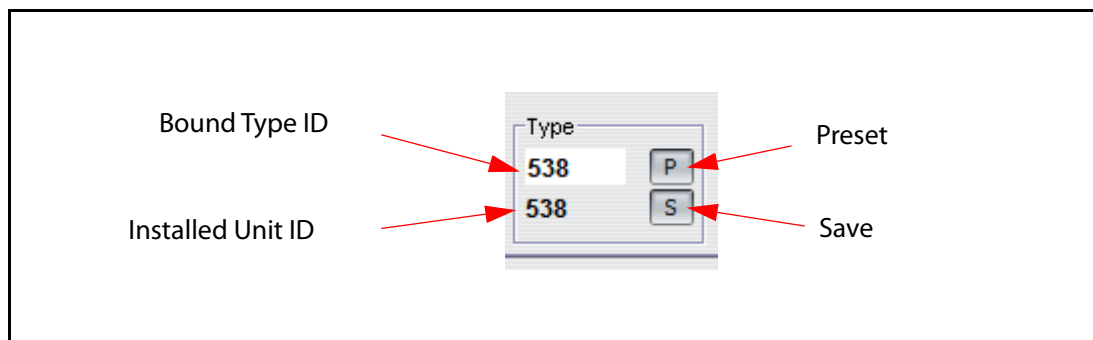 Type
Bound Type ID
538
P
Preset
Installed Unit ID
538
S
Save